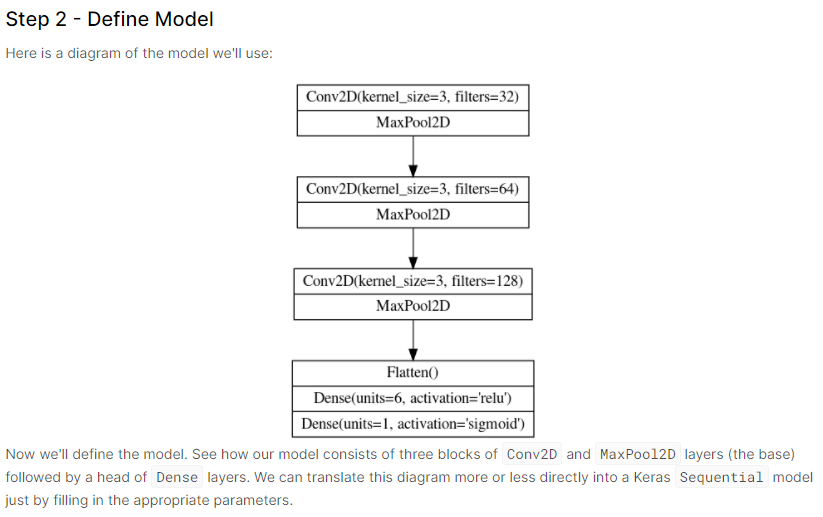 Step 2 - Define Model
Here is a diagram of the model we'll use:
Conv2D(kernel_size=3, filters=32)
MaxPool2D
Conv2D(kernel_size=3, filters=64)
MaxPool2D
Conv2D(kernel_size=3, filters=128)
MaxPool2D
Flatten()
Dense(units=6, activation='relu')
Dense(units=1, activation='sigmoid')
Now we'll define the model. See how our model consists of three blocks of Conv2D and MaxPool2D layers (the base)
followed by a head of Dense layers. We can translate this diagram more or less directly into a Keras Sequential model
just by filling in the appropriate parameters.